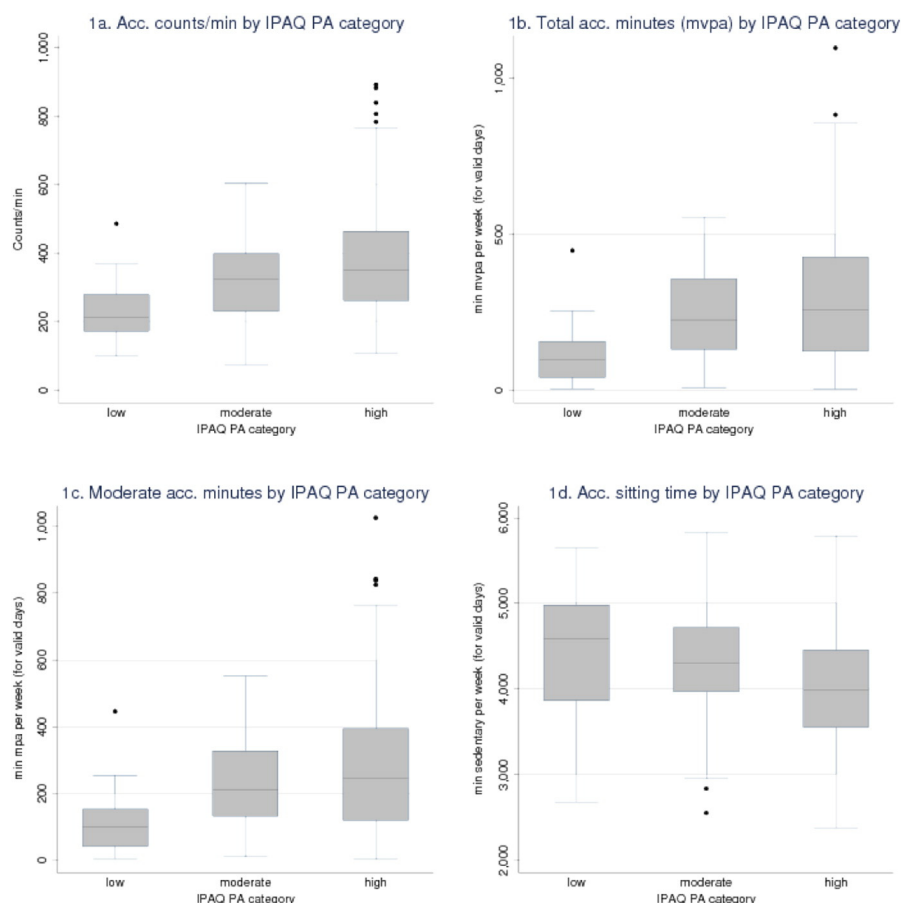 1a. Acc. counts/min by IPAQ PA category
1,000
800
600
400
200
0
Counts/min
low moderate high
IPAQ PA category
1b. Total acc. minutes (mvpa) by IPAQ PA category
1,000
500
0
min mvpa per week (for valid days)
low moderate high
IPAQ PA category
1c. Moderate acc. minutes by IPAQ PA category
1,000
800
600
400
200
0
min mpa per week (for valid days)
low moderate high
IPAQ PA category
1d. Acc. sitting time by IPAQ PA category
6,000
5,000
4,000
3,000
2,000
min sedentary per week (for valid days)
low moderate high
IPAQ PA category